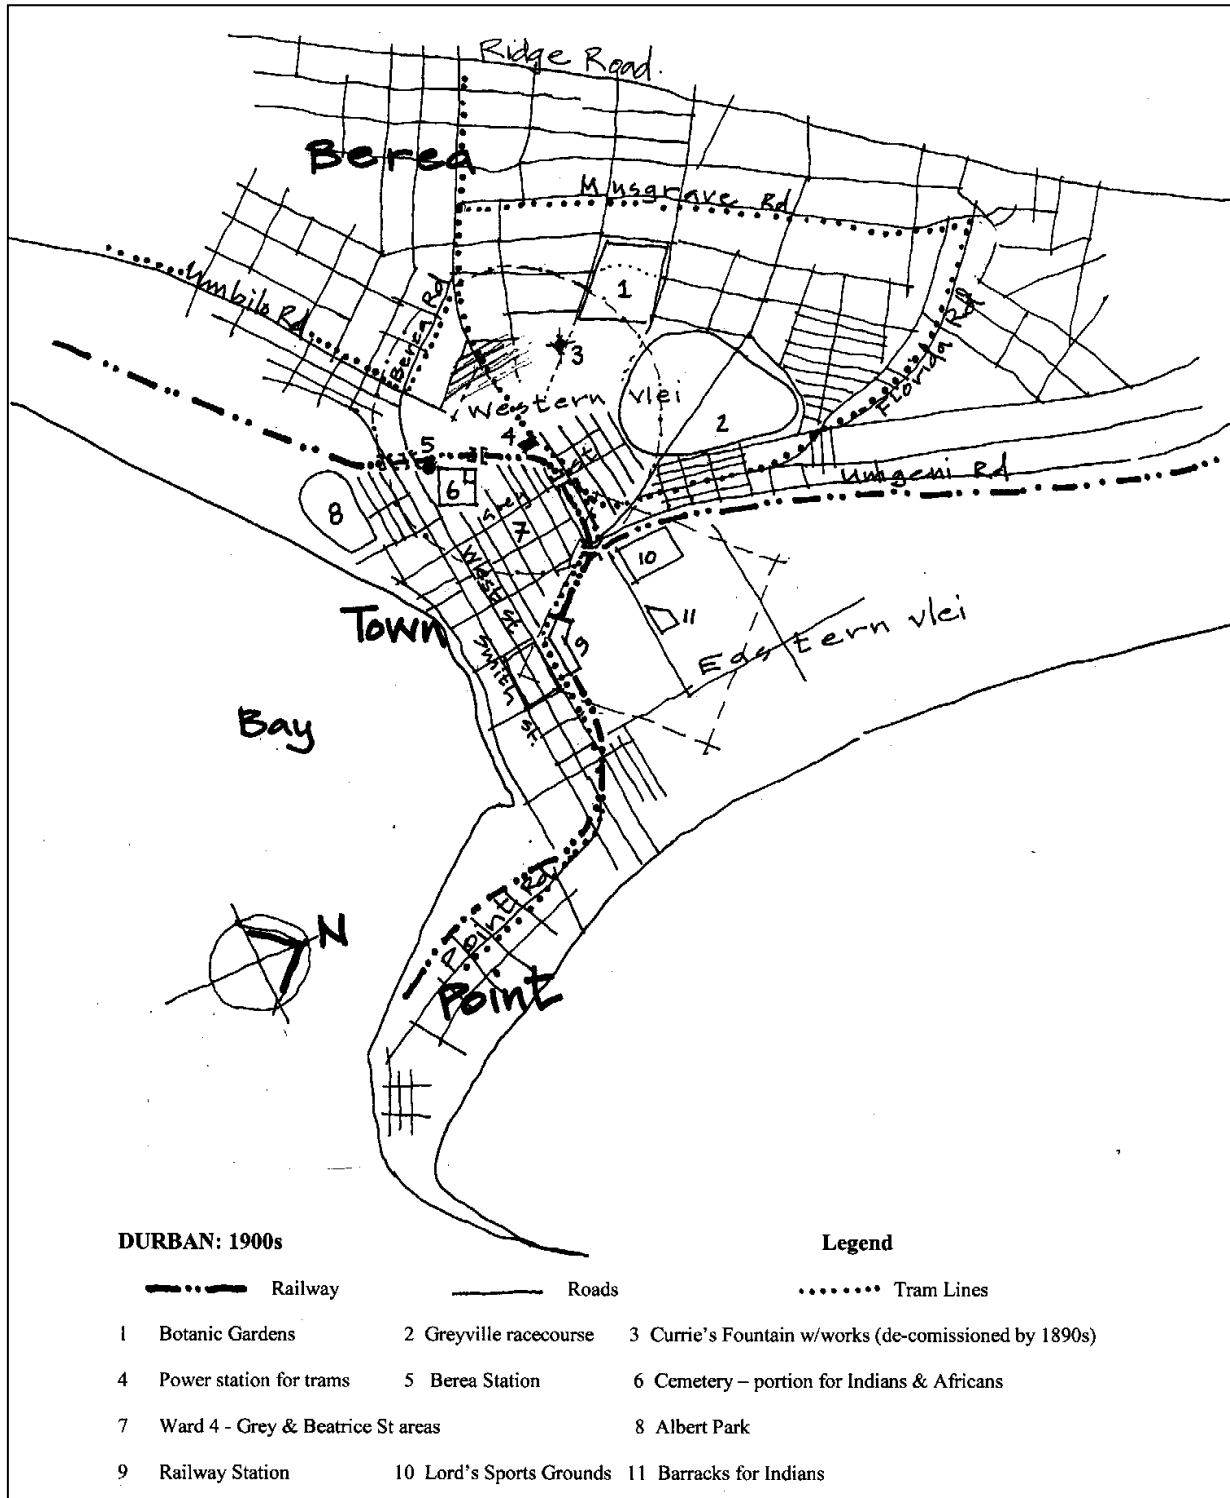 Ridge Road.
Berea
Musgrave Rd
Umbilo Rd
Berea Rd
1
3
Florida Rd
Western vlei
2
4
5
Umgeni Rd
6
8
7
10
West St.
11
Town
9
Eastern vlei
Smith St.
Bay
Point Rd
N
Point
DURBAN: 1900s
Legend
Railway Roads Tram Lines
1 Botanic Gardens 2 Greyville racecourse 3 Currie's Fountain w/works (de-comissioned by 1890s)
4 Power station for trams 5 Berea Station 6 Cemetery – portion for Indians & Africans
7 Ward 4 - Grey & Beatrice St areas 8 Albert Park
9 Railway Station 10 Lord's Sports Grounds 11 Barracks for Indians